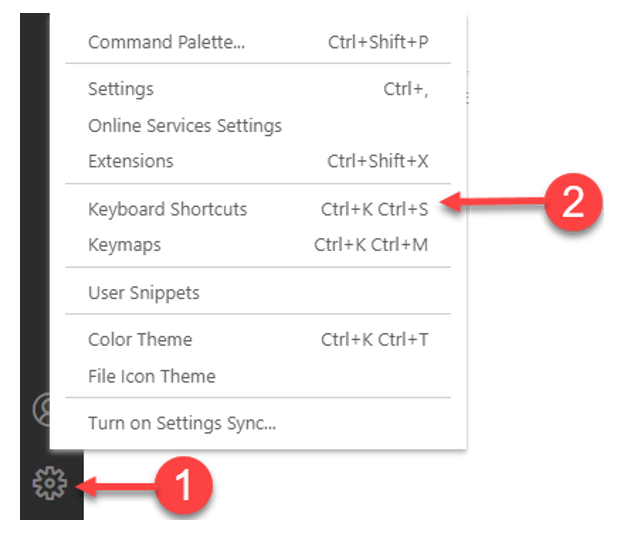 Command Palette... Ctrl+Shift+P
Settings Ctrl+,
Online Services Settings
Extensions Ctrl+Shift+X
Keyboard Shortcuts Ctrl+K Ctrl+S
2
Keymaps Ctrl+K Ctrl+M
User Snippets
Color Theme Ctrl+K Ctrl+T
File Icon Theme
Turn on Settings Sync...
1